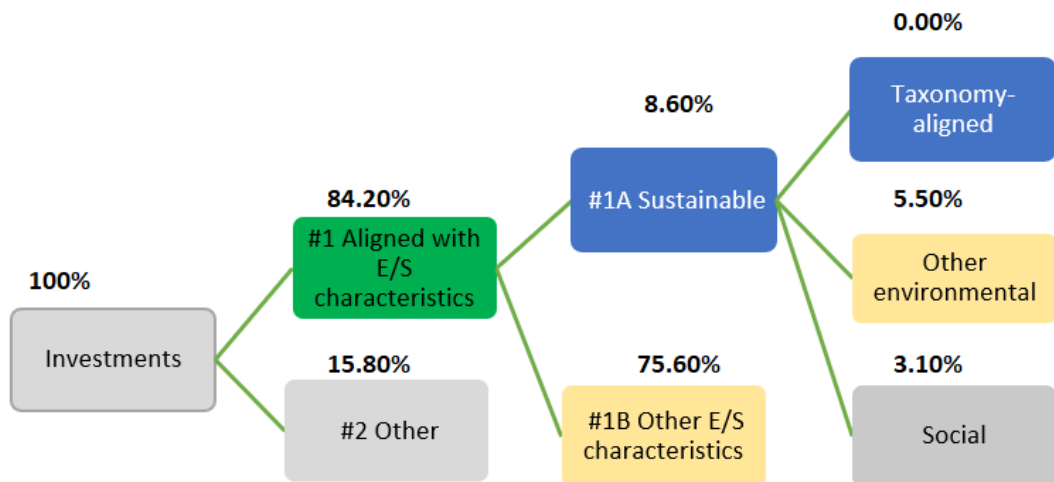 0.00%
Taxonomy-
aligned
8.60%
#1A Sustainable
84.20%
#1 Aligned with
E/S
characteristics
5.50%
Other
environmental
100%
Investments
15.80%
#2 Other
75.60%
#1B Other E/S
characteristics
3.10%
Social